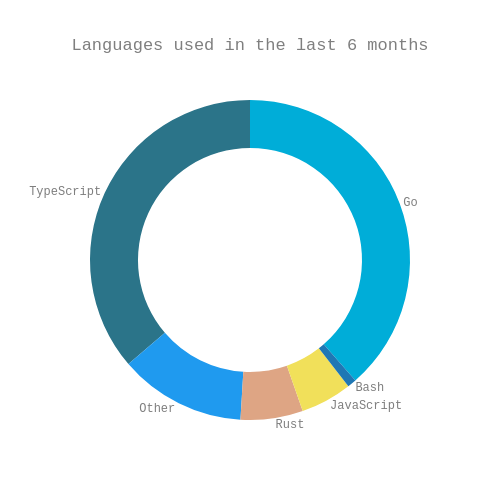 Languages used in the last 6 months
TypeScript
Go
Bash
JavaScript
Other
Rust